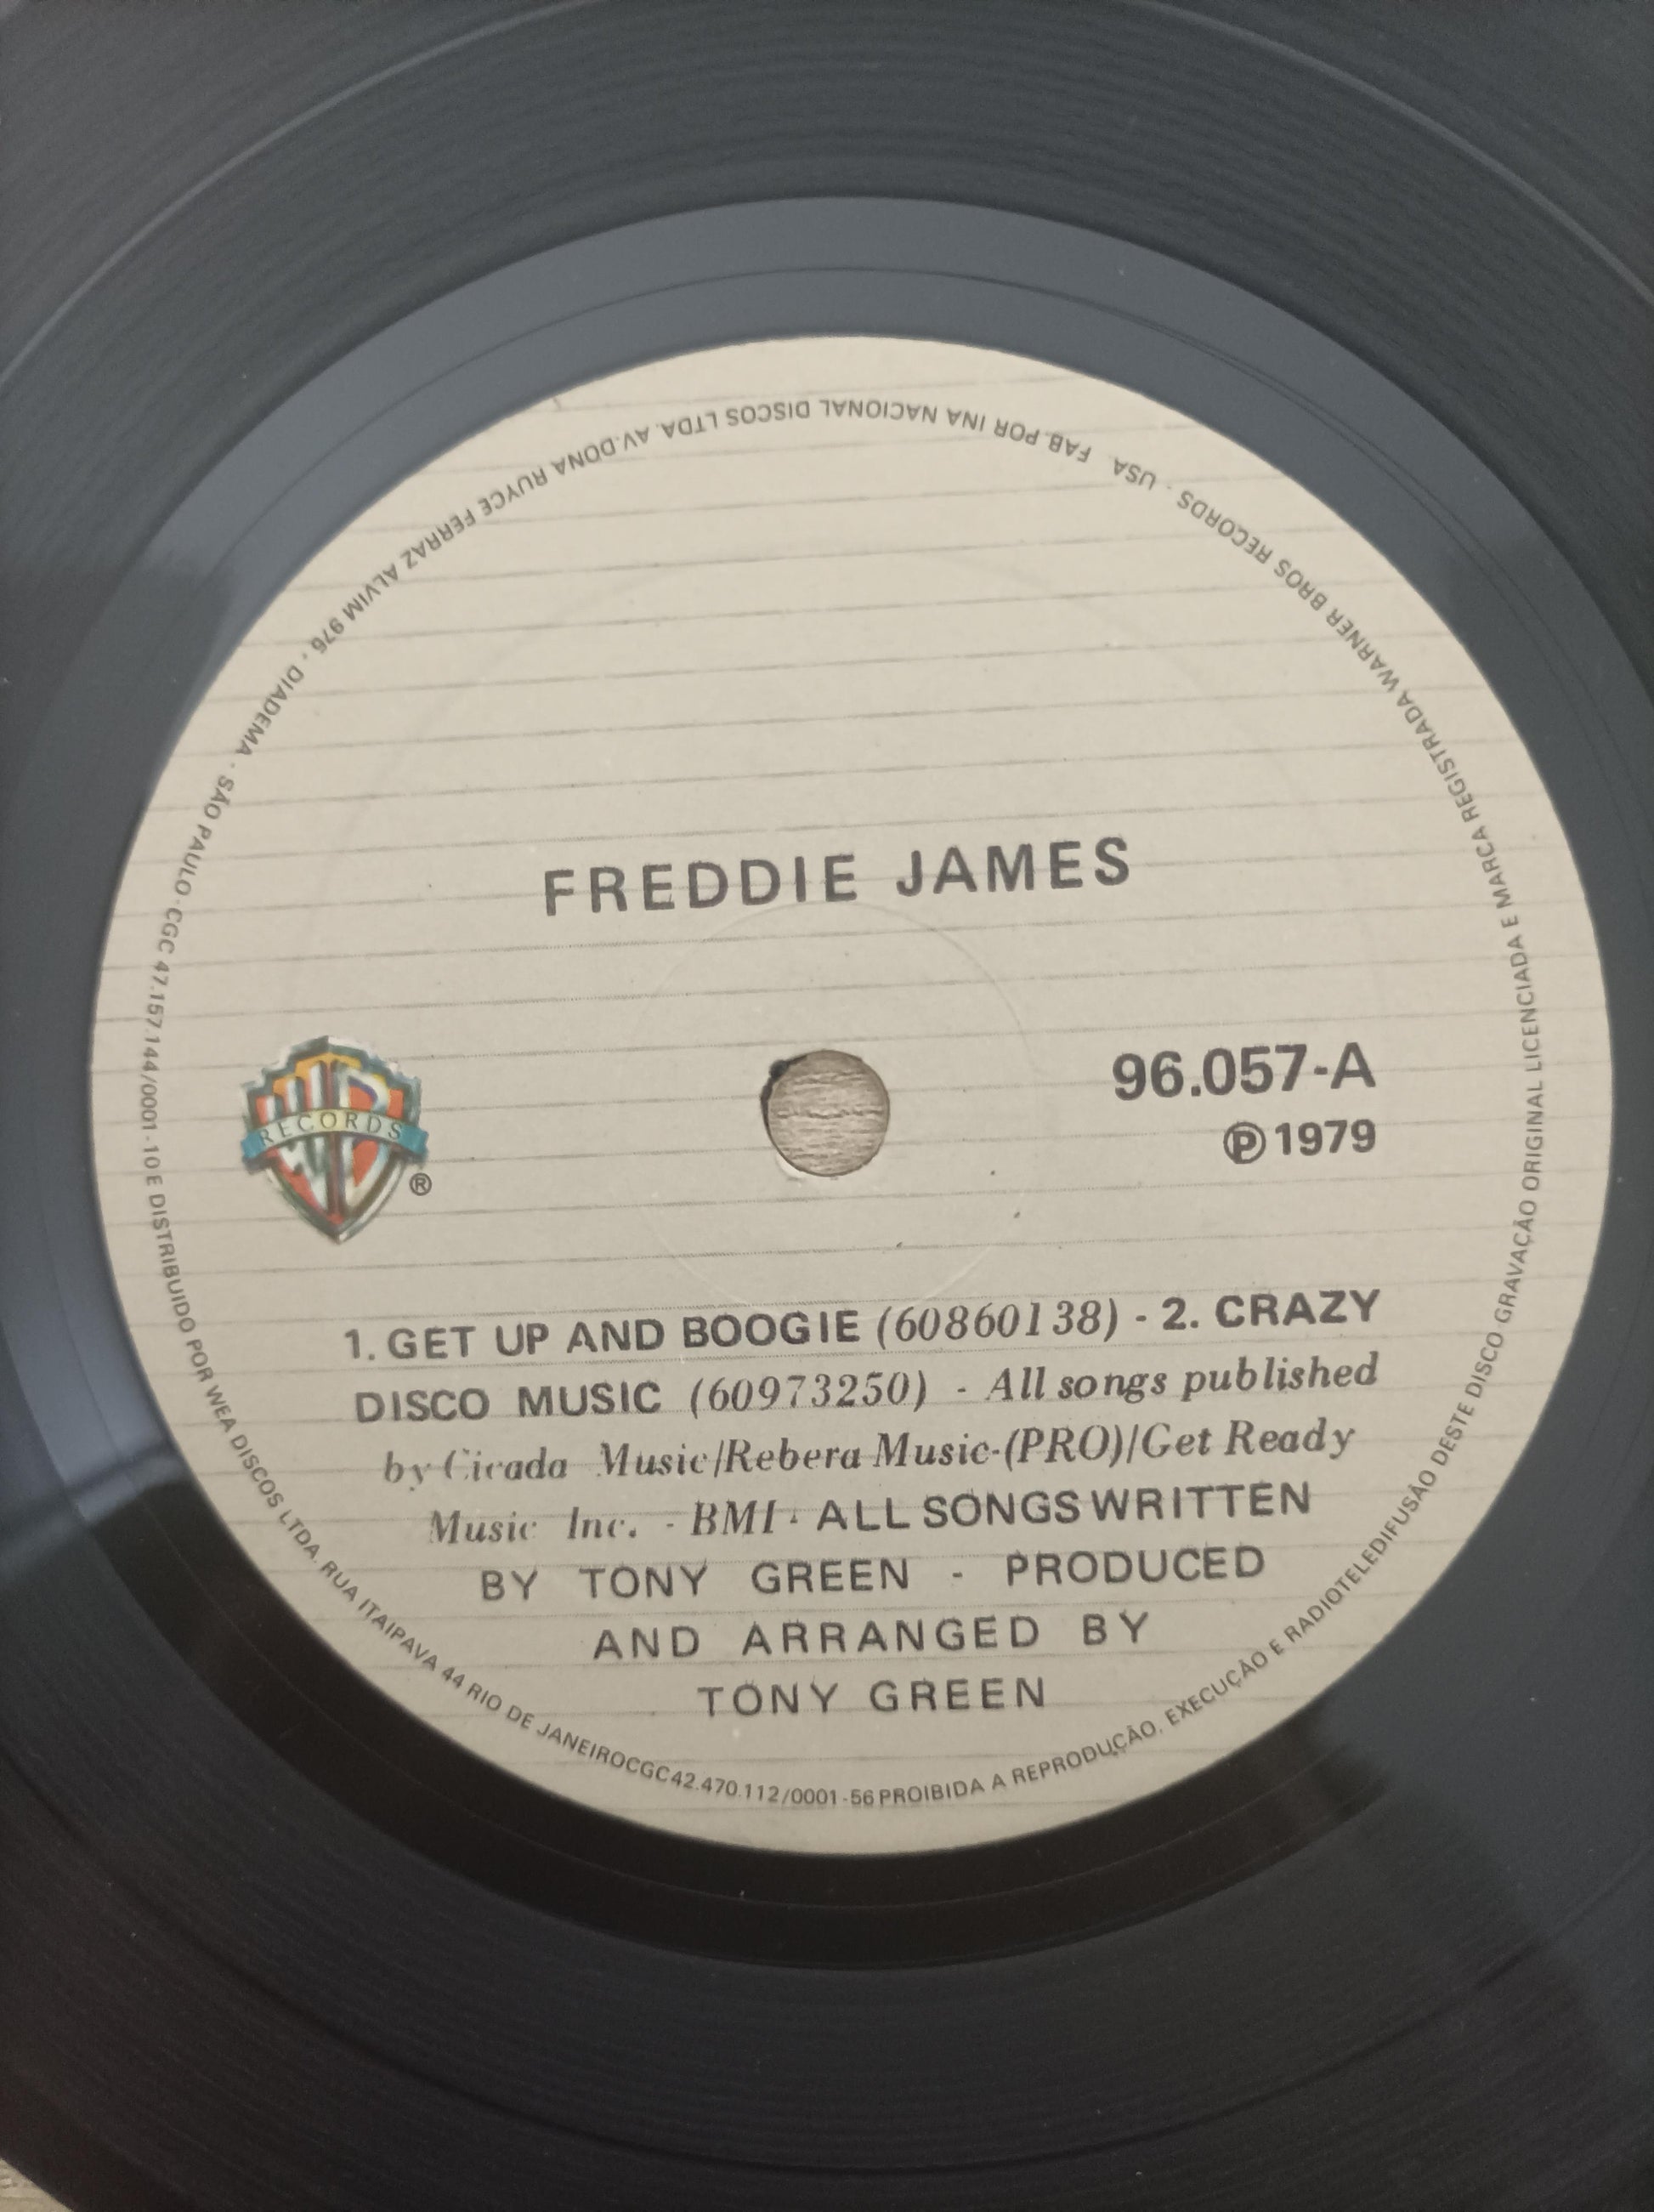 FREDDIE JAMES
RECORDS
®
96.057-A
℗ 1979
1. GET UP AND BOOGIE (60860138) - 2. CRAZY
DISCO MUSIC (60973250) - All songs published
by Cicada Music/Rebera Music-(PRO)/Get Ready
Music Inc. - BMI - ALL SONGS WRITTEN
BY TONY GREEN - PRODUCED
AND ARRANGED BY
TONY GREEN
FAB. POR INA NACIONAL DISCOS LTDA. AV. DONA RUYCE FERRAZ ALVIM 976 . DIADEMA . SÃO PAULO . CGC 47.157.144/0001-10 E DISTRIBUIDO POR WEA DISCOS LTDA. RUA ITAIPAVA 44 RIO DE JANEIRO CGC 42.470.112/0001-56 PROIBIDA A REPRODUÇÃO, EXECUÇÃO E RADIOTELEDIFUSÃO DESTE DISCO GRAVAÇÃO ORIGINAL LICENCIADA E MARCA REGISTRADA WARNER BROS RECORDS . USA